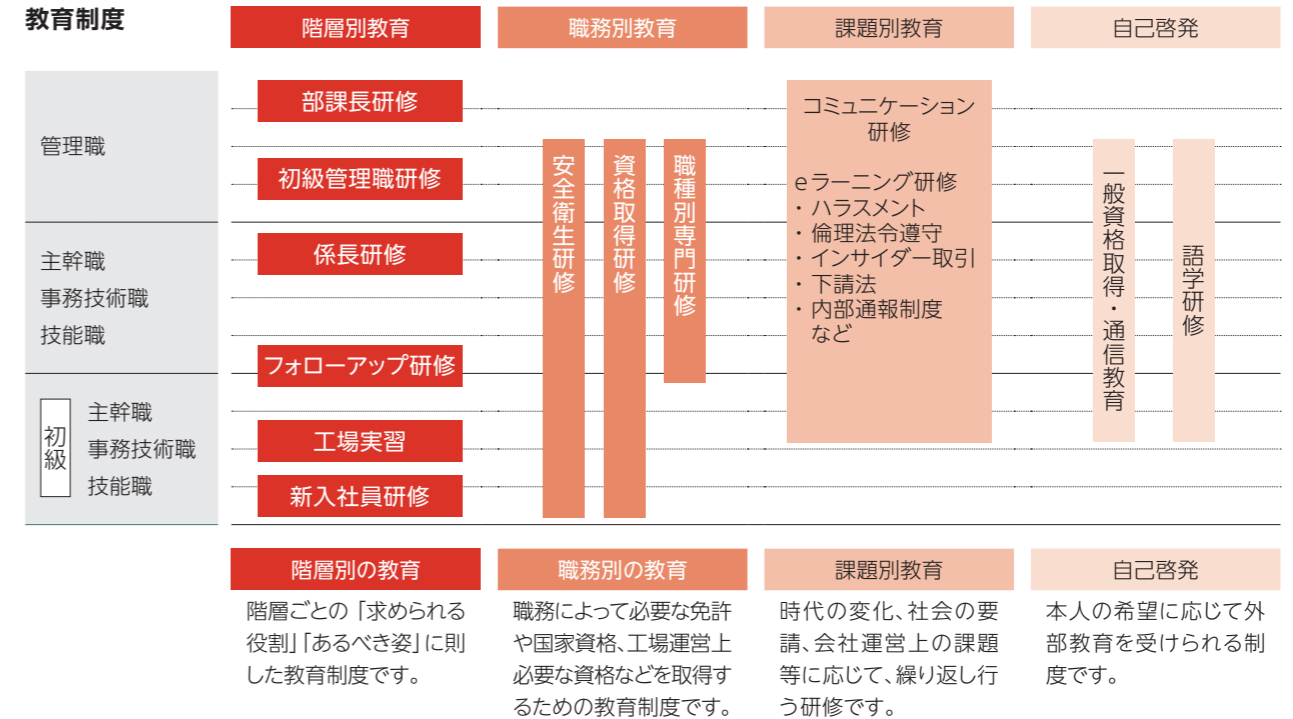 教育制度
階層別教育
職務別教育
課題別教育
自己啓発
管理職
主幹職
事務技術職
技能職
初級
主幹職
事務技術職
技能職
部課長研修
初級管理職研修
係長研修
フォローアップ研修
工場実習
新入社員研修
安全衛生研修
資格取得研修
職種別専門研修
コミュニケーション
研修
eラーニング研修
・ハラスメント
・倫理法令遵守
・インサイダー取引
・下請法
・内部通報制度
など
一般資格取得・通信教育
語学研修
階層別の教育
階層ごとの「求められる
役割」「あるべき姿」に則
した教育制度です。
職務別の教育
職務によって必要な免許
や国家資格、工場運営上
必要な資格などを取得す
るための教育制度です。
課題別教育
時代の変化、社会の要
請、会社運営上の課題
等に応じて、繰り返し行
う研修です。
自己啓発
本人の希望に応じて外
部教育を受けられる制
度です。